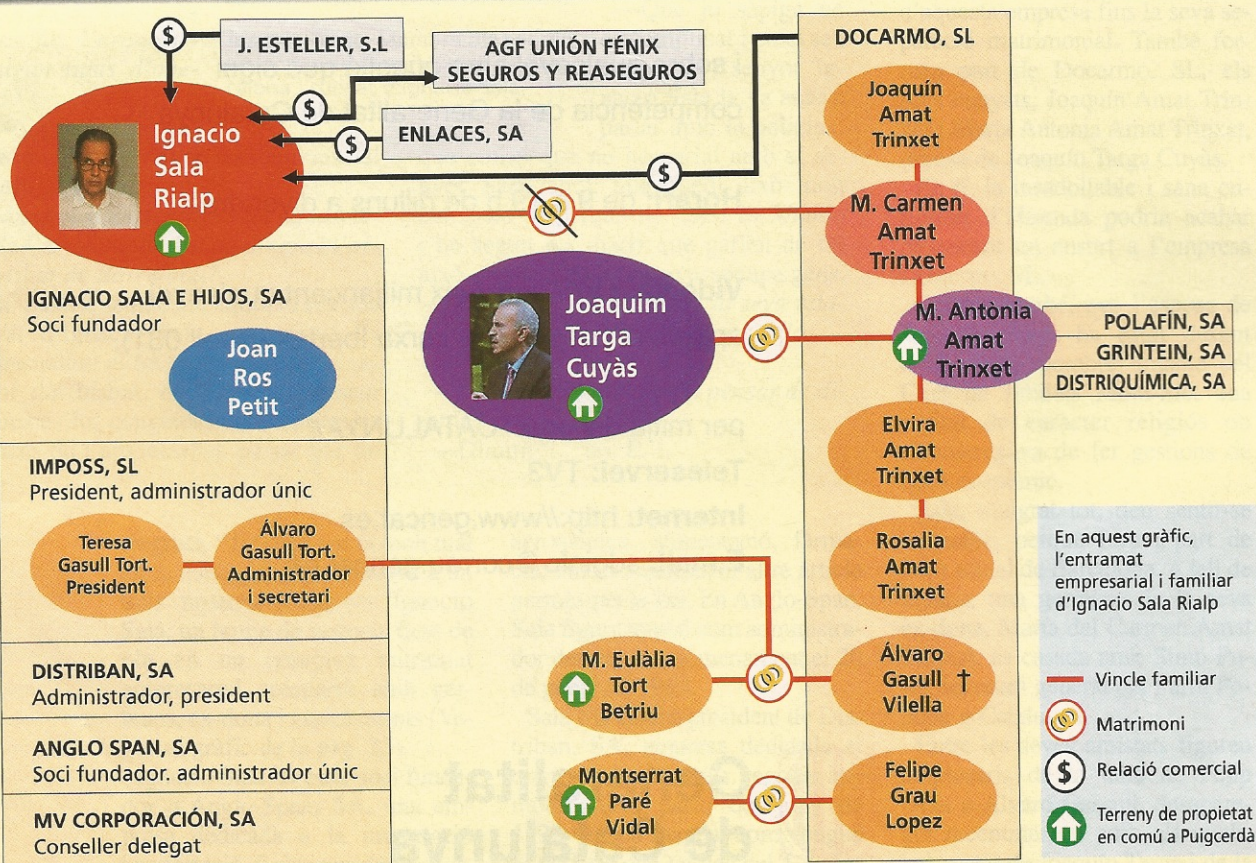 J. ESTELLER, S.L
AGF UNIÓN FÉNIX
SEGUROS Y REASEGUROS
ENLACES, SA
DOCARMO, SL
$
$
$
$
Ignacio
Sala
Rialp
Joaquín
Amat
Trinxet
M. Carmen
Amat
Trinxet
IGNACIO SALA E HIJOS, SA
Soci fundador
Joan
Ros
Petit
Joaquim
Targa
Cuyàs
M. Antònia
Amat
Trinxet
POLAFÍN, SA
GRINTEIN, SA
DISTRIQUÍMICA, SA
Elvira
Amat
Trinxet
IMPOSS, SL
President, administrador únic
Teresa
Gasull Tort.
President
Álvaro
Gasull Tort.
Administrador
i secretari
Rosalia
Amat
Trinxet
DISTRIBAN, SA
Administrador, president
M. Eulàlia
Tort
Betriu
Álvaro
Gasull †
Vilella
ANGLO SPAN, SA
Soci fundador. administrador únic
MV CORPORACIÓN, SA
Conseller delegat
Montserrat
Paré
Vidal
Felipe
Grau
Lopez
En aquest gràfic,
l'entramat
empresarial i familiar
d'Ignacio Sala Rialp
Vincle familiar
Matrimoni
$ Relació comercial
Terreny de propietat
en comú a Puigcerdà